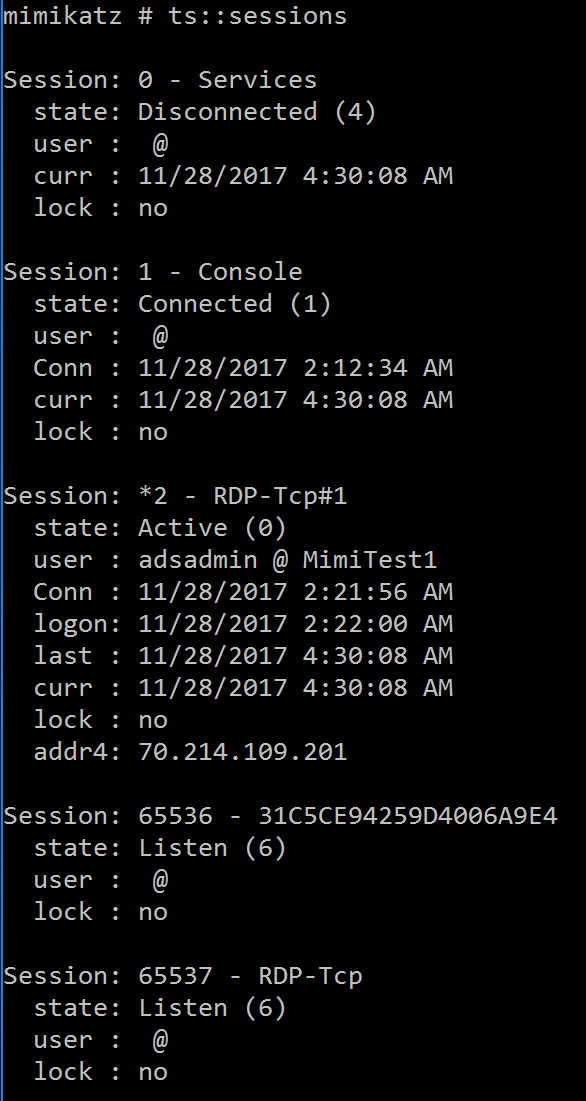 mimikatz # ts::sessions
Session: 0 - Services
state: Disconnected (4)
user :  @
curr : 11/28/2017 4:30:08 AM
lock : no
Session: 1 - Console
state: Connected (1)
user :  @
Conn : 11/28/2017 2:12:34 AM
curr : 11/28/2017 4:30:08 AM
lock : no
Session: *2 - RDP-Tcp#1
state: Active (0)
user : adsadmin @ MimiTest1
Conn : 11/28/2017 2:21:56 AM
logon: 11/28/2017 2:22:00 AM
last : 11/28/2017 4:30:08 AM
curr : 11/28/2017 4:30:08 AM
lock : no
addr4: 70.214.109.201
Session: 65536 - 31C5CE94259D4006A9E4
state: Listen (6)
user :  @
lock : no
Session: 65537 - RDP-Tcp
state: Listen (6)
user :  @
lock : no